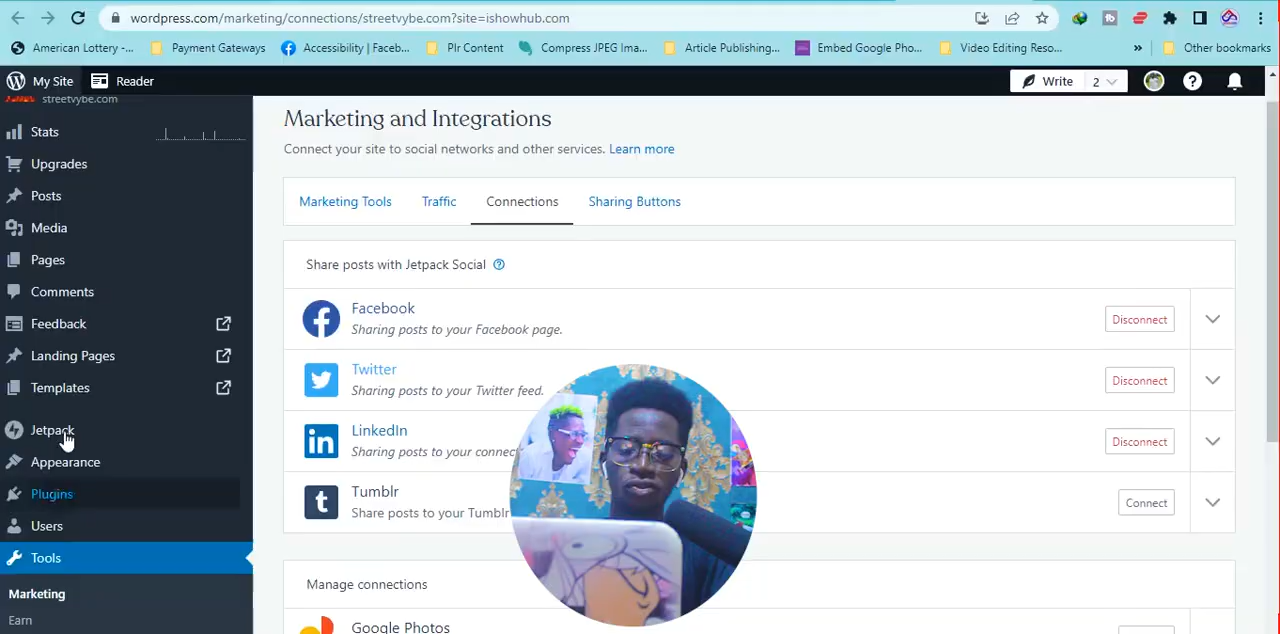 wordpress.com/marketing/connections/streetvybe.com?site=ishowhub.com
American Lottery -... Payment Gateways Accessibility | Faceb... Plr Content Compress JPEG Ima... Article Publishing... Embed Google Pho... Video Editing Reso... » Other bookmarks
My Site Reader Write 2
streetvybe.com
Stats
Upgrades
Posts
Media
Pages
Comments
Feedback
Landing Pages
Templates
Jetpack
Appearance
Plugins
Users
Tools
Marketing
Earn
Marketing and Integrations
Connect your site to social networks and other services. Learn more
Marketing Tools Traffic Connections Sharing Buttons
Share posts with Jetpack Social
Facebook
Sharing posts to your Facebook page.
Disconnect
Twitter
Sharing posts to your Twitter feed.
Disconnect
LinkedIn
Sharing posts to your
Disconnect
Tumblr
Share posts to your Tumblr
Connect
Manage connections
Google Photos